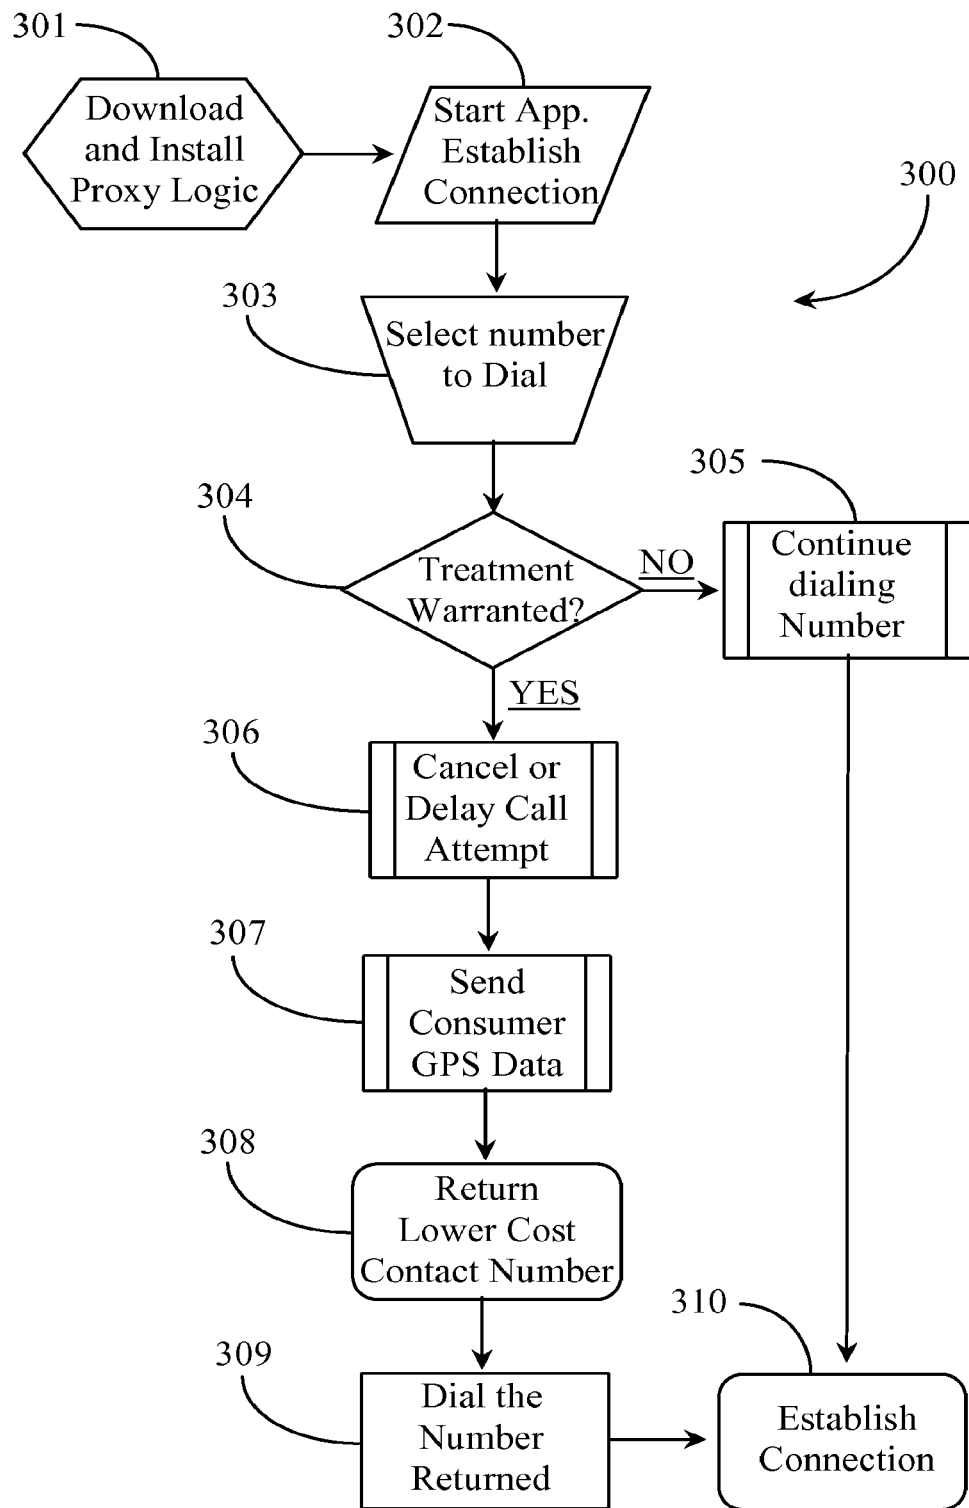 301
302
Download
and Install
Proxy Logic
Start App.
Establish
Connection
300
303
Select number
to Dial
304
305
Treatment
Warranted?
NO
Continue
dialing
Number
YES
306
Cancel or
Delay Call
Attempt
307
Send
Consumer
GPS Data
308
Return
Lower Cost
Contact Number
310
309
Dial the
Number
Returned
Establish
Connection